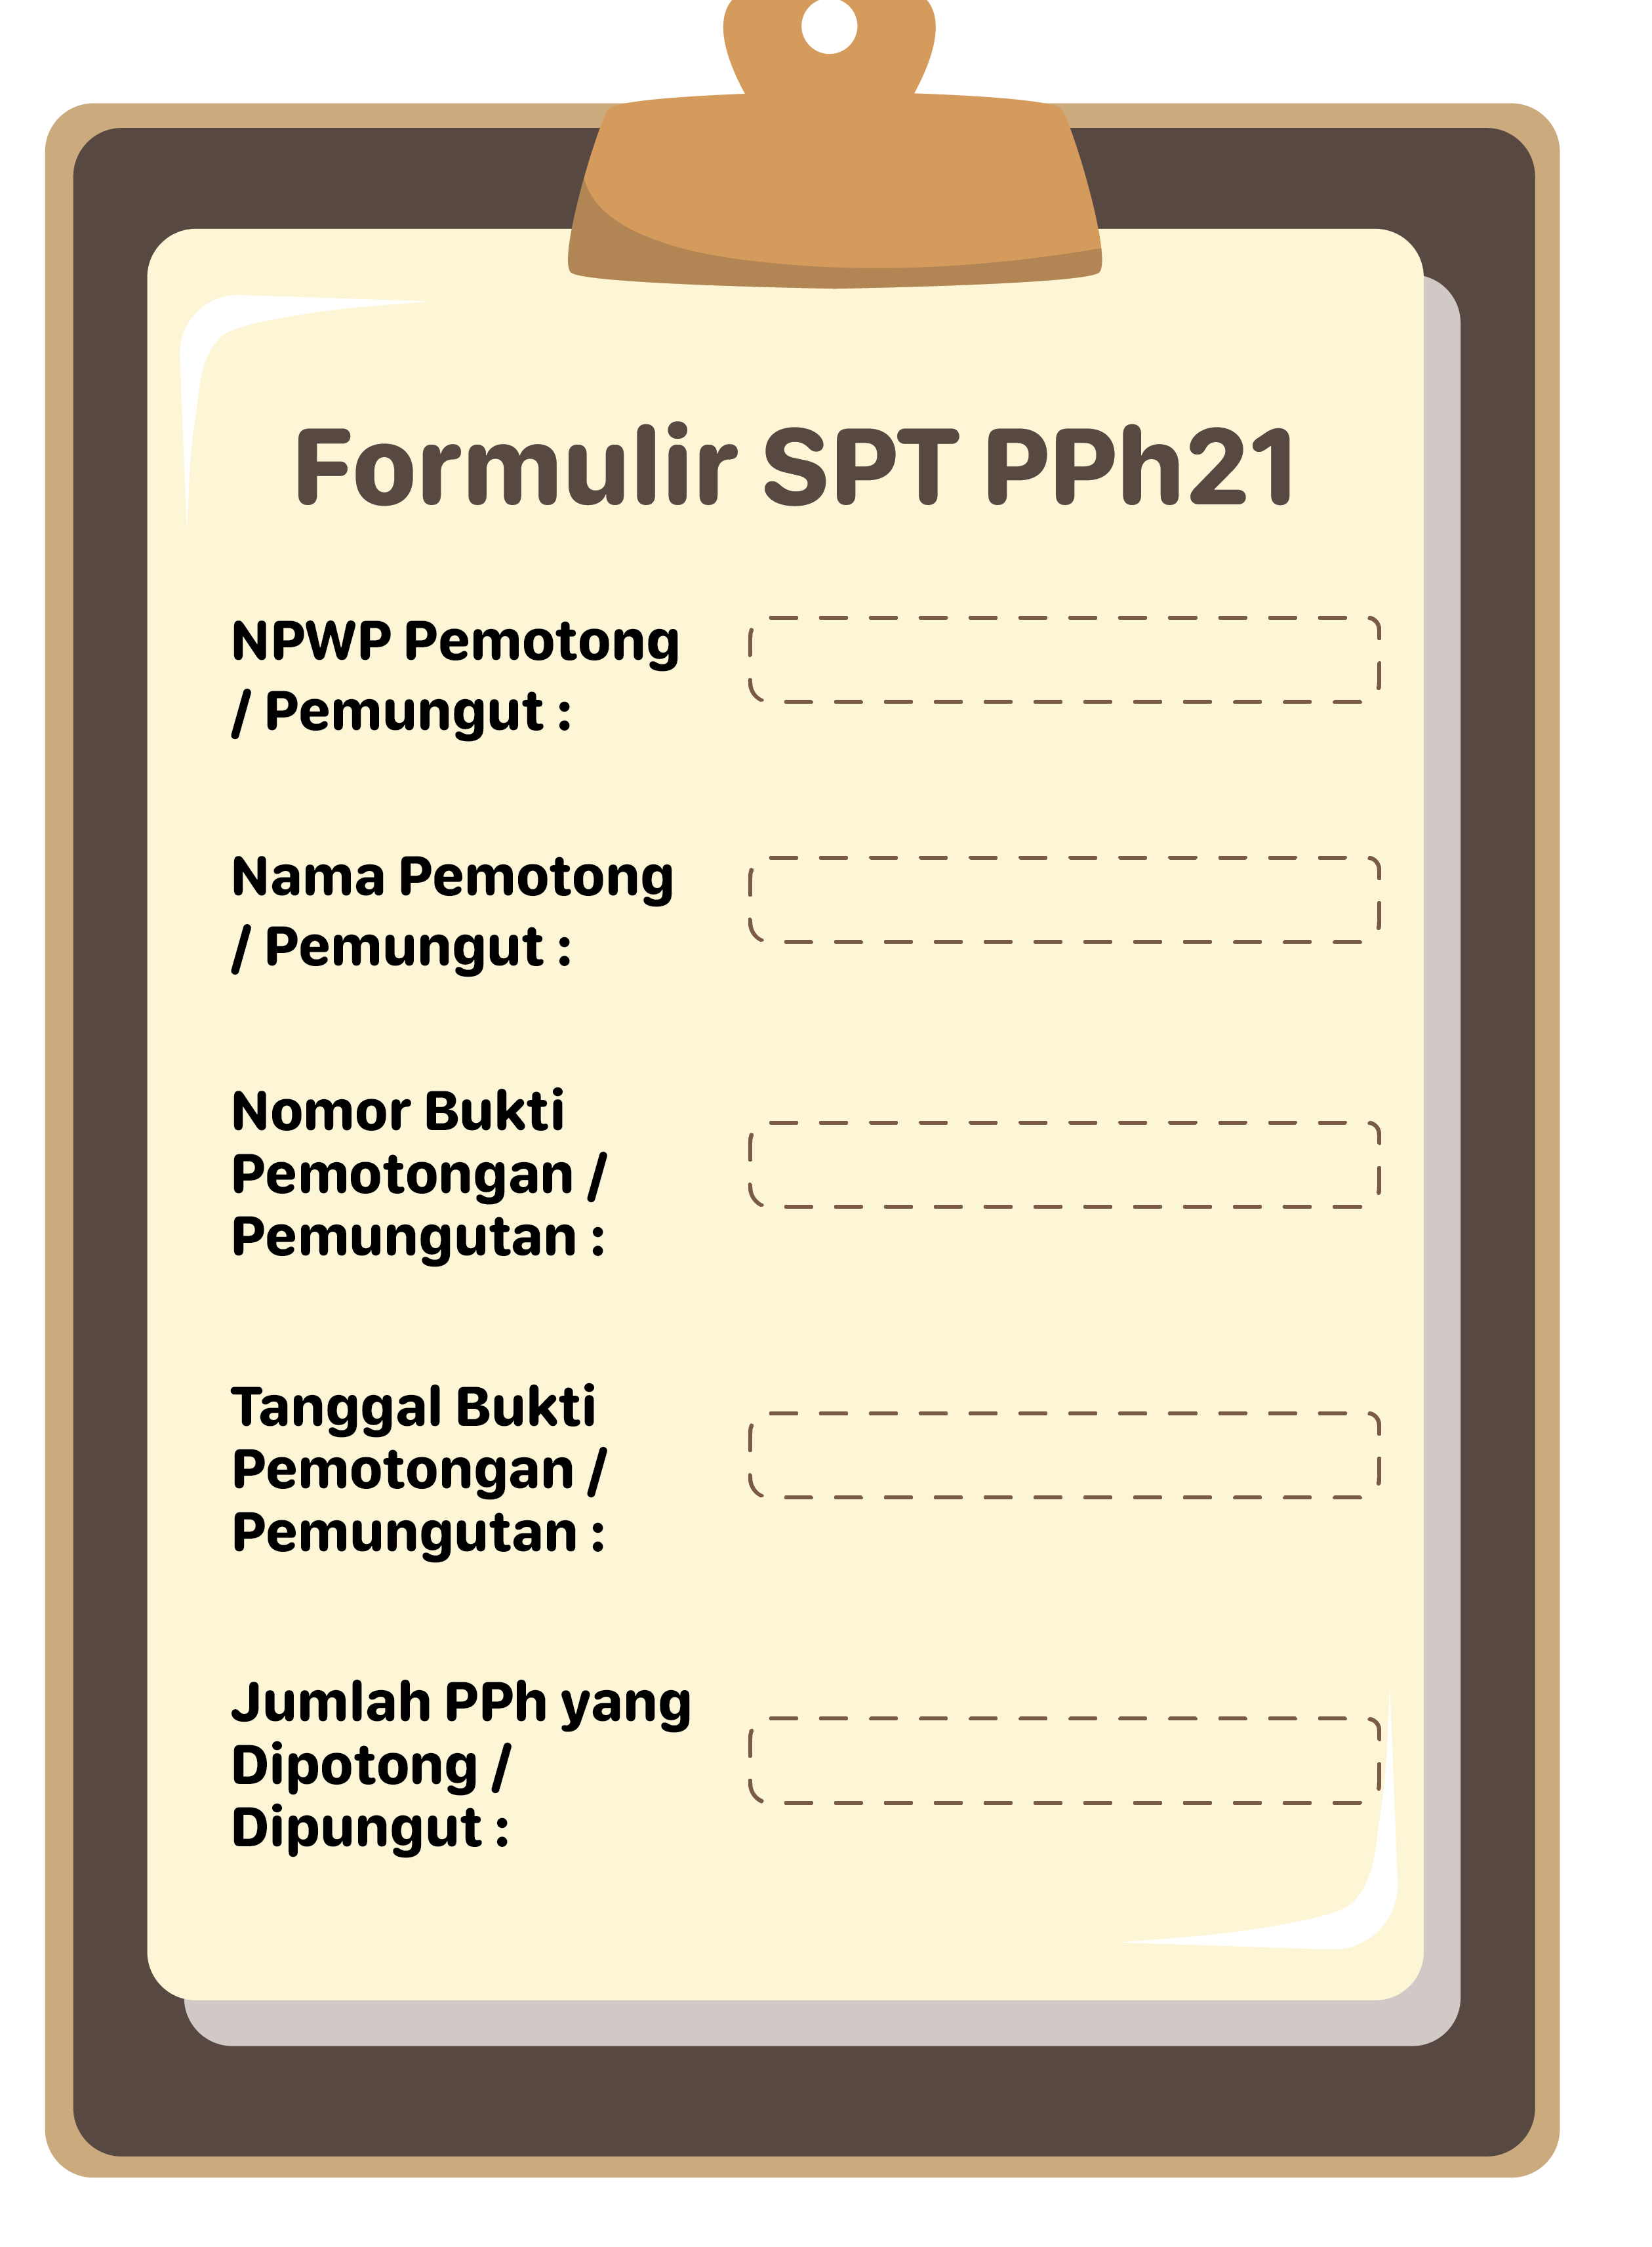 Formulir SPT PPh21
NPWP Pemotong
/ Pemungut :
Nama Pemotong
/ Pemungut :
Nomor Bukti
Pemotongan /
Pemungutan :
Tanggal Bukti
Pemotongan /
Pemungutan :
Jumlah PPh yang
Dipotong /
Dipungut :